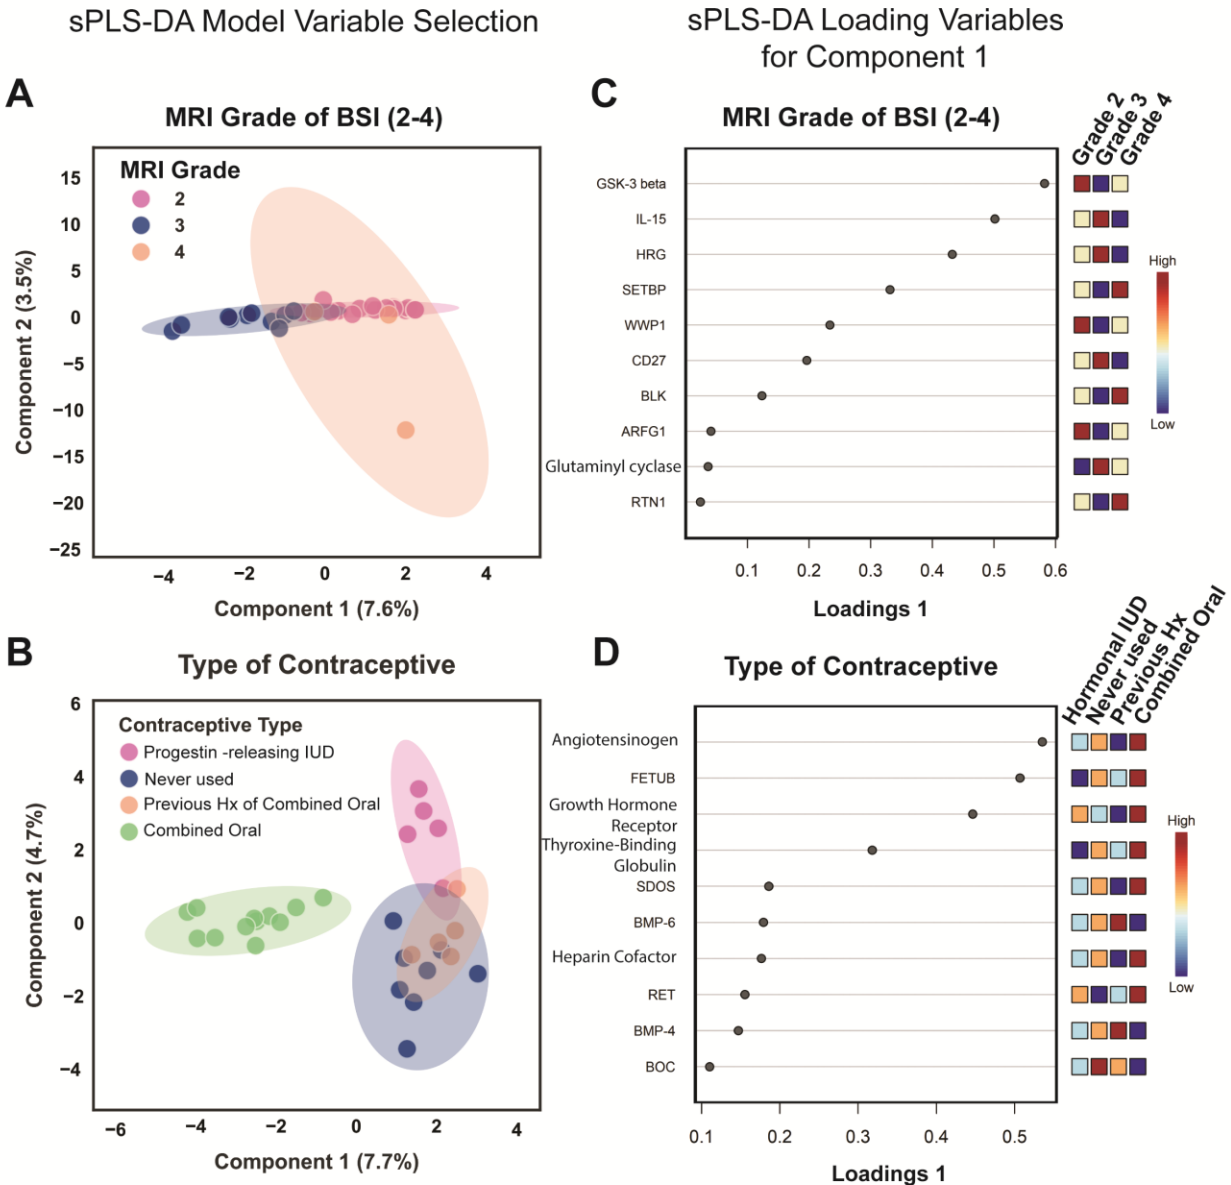 sPLS-DA Model Variable Selection
sPLS-DA Loading Variables
for Component 1
A
MRI Grade of BSI (2-4)
MRI Grade
2
3
4
15
10
5
0
−5
−10
−15
−20
−25
Component 2 (3.5%)
−4
−2
0
2
4
Component 1 (7.6%)
C
MRI Grade of BSI (2-4)
Grade 2
Grade 3
Grade 4
GSK-3 beta
IL-15
HRG
SETBP
WWP1
CD27
BLK
ARFG1
Glutaminyl cyclase
RTN1
High
Low
0.1
0.2
0.3
0.4
0.5
0.6
Loadings 1
B
Type of Contraceptive
Contraceptive Type
Progestin -releasing IUD
Never used
Previous Hx of Combined Oral
Combined Oral
6
4
2
0
−2
−4
Component 2 (4.7%)
−6
−4
−2
0
2
4
Component 1 (7.7%)
D
Type of Contraceptive
Hormonal IUD
Never used
Previous Hx
Combined Oral
Angiotensinogen
FETUB
Growth Hormone
Receptor
Thyroxine-Binding
Globulin
SDOS
BMP-6
Heparin Cofactor
RET
BMP-4
BOC
High
Low
0.1
0.2
0.3
0.4
0.5
Loadings 1